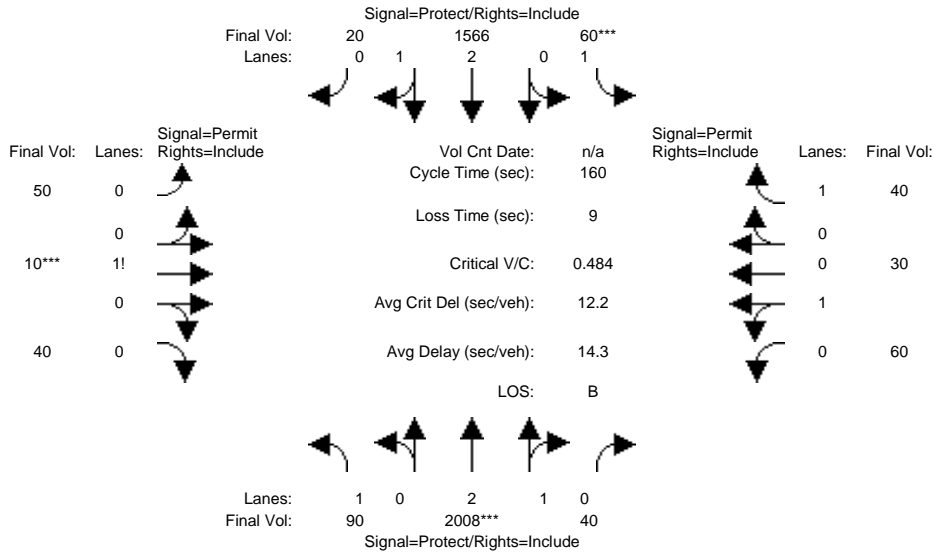 Signal=Protect/Rights=Include
Final Vol: 20 1566 60***
Lanes: 0 1 2 0 1
Signal=Permit Signal=Permit
Final Vol: Lanes: Rights=Include Vol Cnt Date: n/a Rights=Include Lanes: Final Vol:
Cycle Time (sec): 160
50 0 1 40
Loss Time (sec): 9
0 0
10*** 1! Critical V/C: 0.484 0 30
0 Avg Crit Del (sec/veh): 12.2 1
40 0 Avg Delay (sec/veh): 14.3 0 60
LOS: B
Lanes: 1 0 2 1 0
Final Vol: 90 2008*** 40
Signal=Protect/Rights=Include